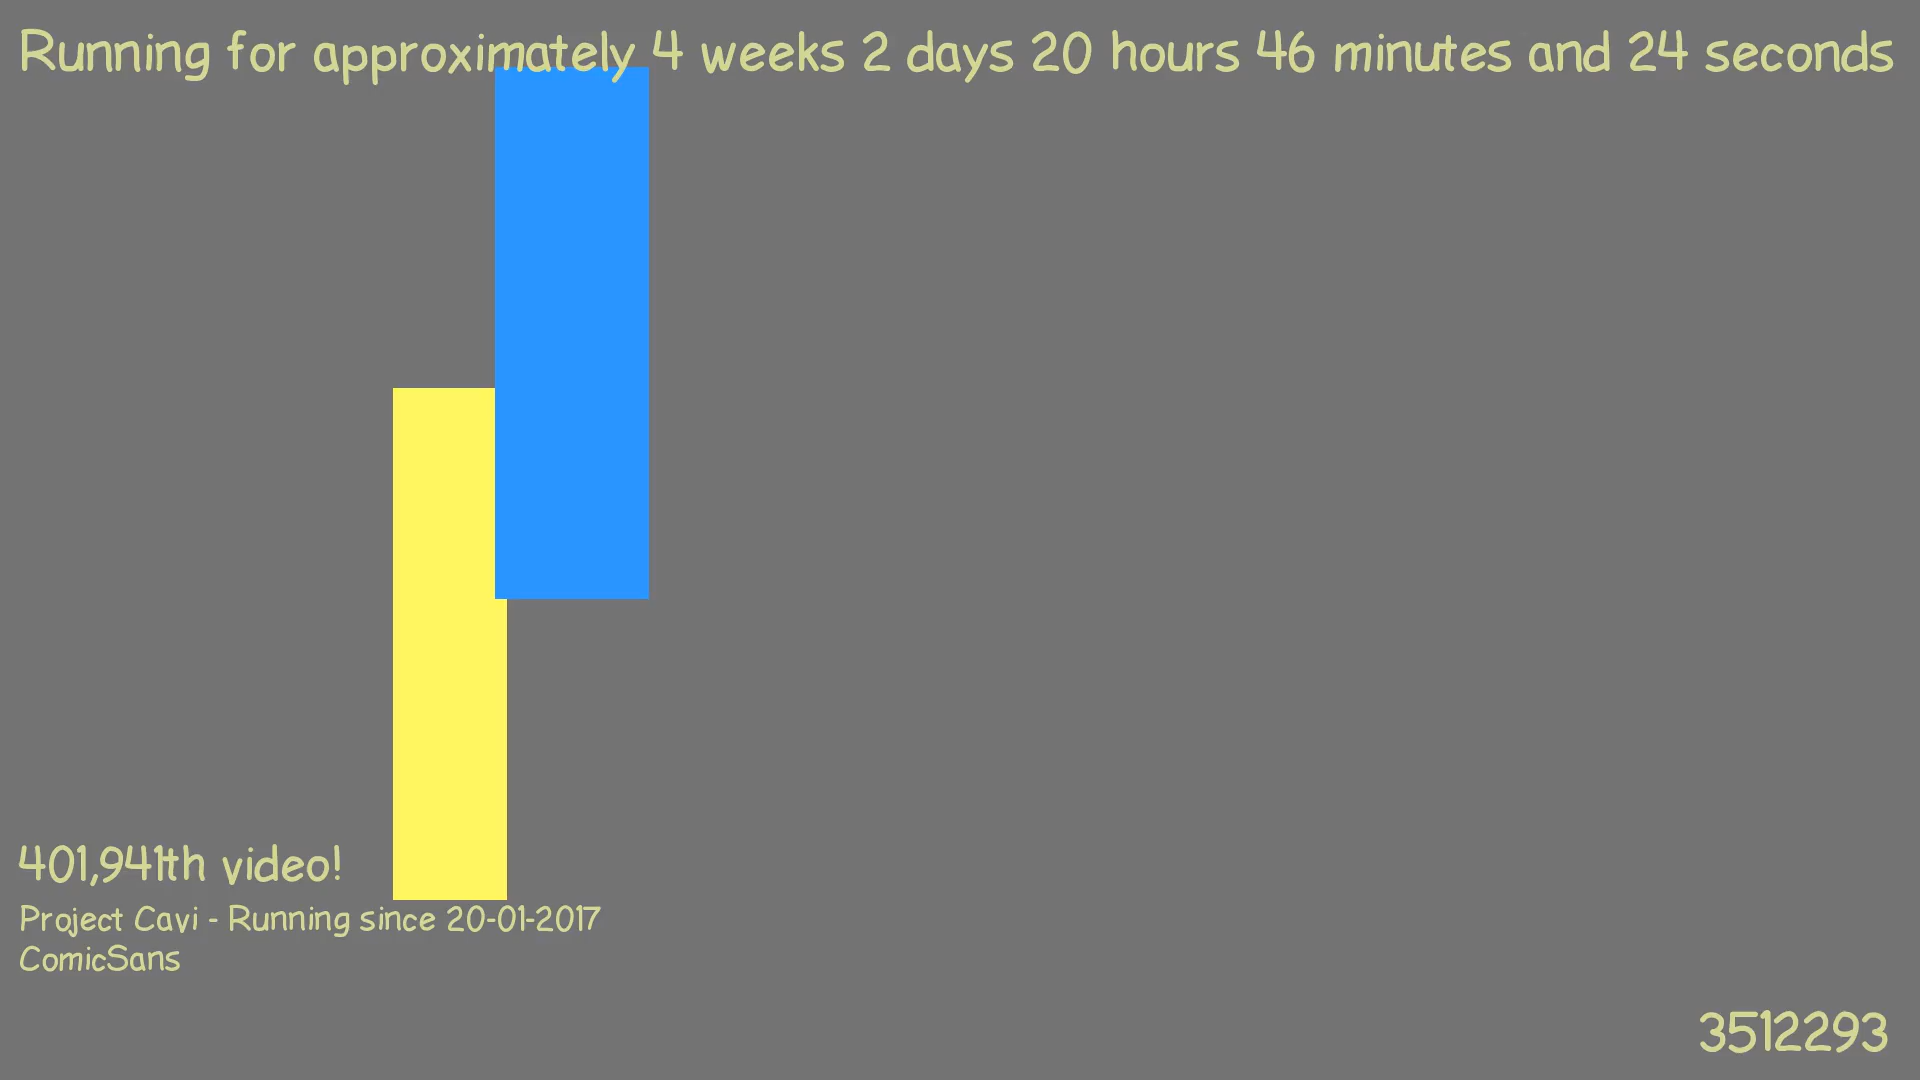 Running for approximately 4 weeks 2 days 20 hours 46 minutes and 24 seconds
401,941th video!
Project Cavi - Running since 20-01-2017
ComicSans
3512293